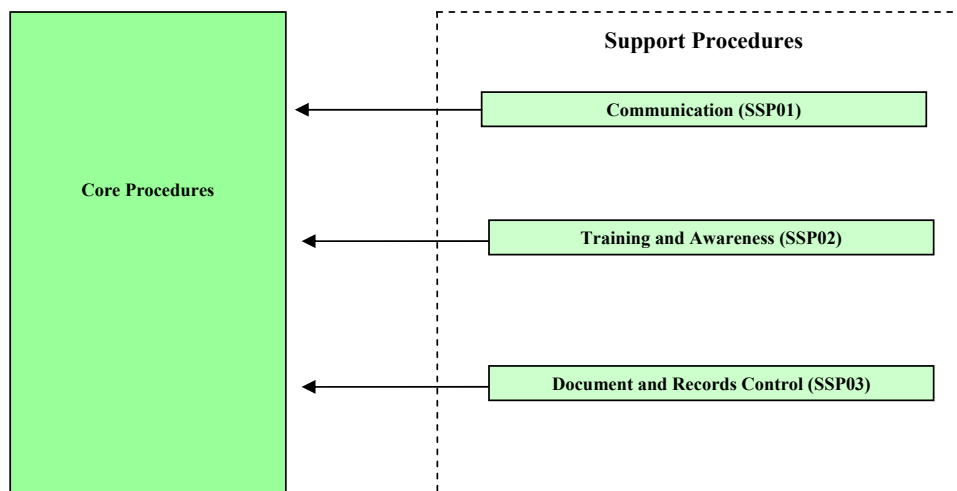 Support Procedures
Communication (SSP01)
Core Procedures
Training and Awareness (SSP02)
Document and Records Control (SSP03)